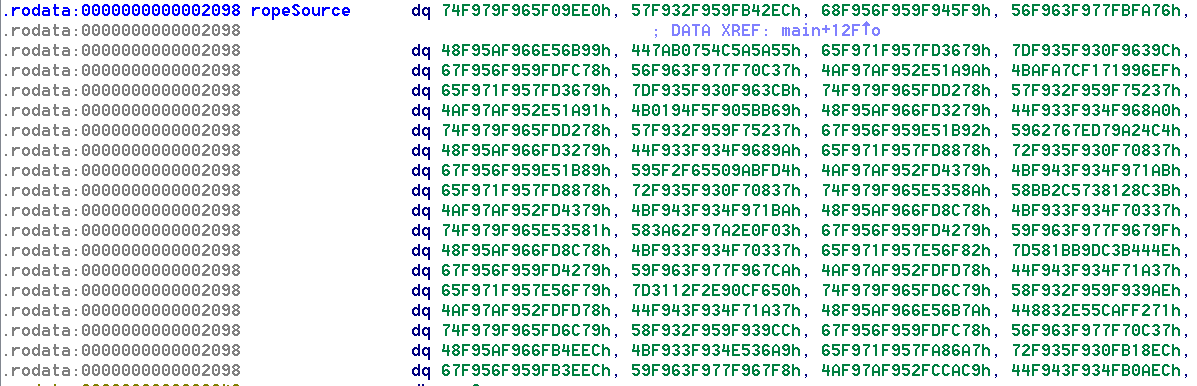 .rodata:0000000000002098 ropeSource dq 74F979F965F09EE0h, 57F932F959FB42ECh, 68F956F959F945F9h, 56F963F977FBFA76h,
.rodata:0000000000002098 ; DATA XREF: main+12F↑o
.rodata:0000000000002098 dq 48F95AF966E56B99h, 447AB0754C5A5A55h, 65F971F957FD3679h, 7DF935F930F9639Ch,
.rodata:0000000000002098 dq 67F956F959FDFC78h, 56F963F977F70C37h, 4AF97AF952E51A9Ah, 4BAFA7CF171996EFh,
.rodata:0000000000002098 dq 65F971F957FD3679h, 7DF935F930F963CBh, 74F979F965FDD278h, 57F932F959F75237h,
.rodata:0000000000002098 dq 4AF97AF952E51A91h, 4B0194F5F905BB69h, 48F95AF966FD3279h, 44F933F934F968A0h,
.rodata:0000000000002098 dq 74F979F965FDD278h, 57F932F959F75237h, 67F956F959E51B92h, 5962767ED79A24C4h,
.rodata:0000000000002098 dq 48F95AF966FD3279h, 44F933F934F9689Ah, 65F971F957FD8878h, 72F935F930F70837h,
.rodata:0000000000002098 dq 67F956F959E51B89h, 595F2F65509ABFD4h, 4AF97AF952FD4379h, 4BF943F934F971ABh,
.rodata:0000000000002098 dq 65F971F957FD8878h, 72F935F930F70837h, 74F979F965E5358Ah, 58BB2C5738128C3Bh,
.rodata:0000000000002098 dq 4AF97AF952FD4379h, 4BF943F934F971BAh, 48F95AF966FD8C78h, 4BF933F934F70337h,
.rodata:0000000000002098 dq 74F979F965E53581h, 583A62F97A2E0F03h, 67F956F959FD4279h, 59F963F977F9679Fh,
.rodata:0000000000002098 dq 48F95AF966FD8C78h, 4BF933F934F70337h, 65F971F957E56F82h, 7D581BB9DC3B444Eh,
.rodata:0000000000002098 dq 67F956F959FD4279h, 59F963F977F967CAh, 4AF97AF952FDFD78h, 44F943F934F71A37h,
.rodata:0000000000002098 dq 65F971F957E56F79h, 7D3112F2E90CF650h, 74F979F965FD6C79h, 58F932F959F939AEh,
.rodata:0000000000002098 dq 4AF97AF952FDFD78h, 44F943F934F71A37h, 48F95AF966E56B7Ah, 448832E55CAFF271h,
.rodata:0000000000002098 dq 74F979F965FD6C79h, 58F932F959F939CCh, 67F956F959FDFC78h, 56F963F977F70C37h,
.rodata:0000000000002098 dq 48F95AF966FB4EECh, 4BF933F934E536A9h, 65F971F957FA86A7h, 72F935F930FB18ECh,
.rodata:0000000000002098 dq 67F956F959FB3EECh, 59F963F977F967F8h, 4AF97AF952FCCAC9h, 44F943F934FB0AECh,